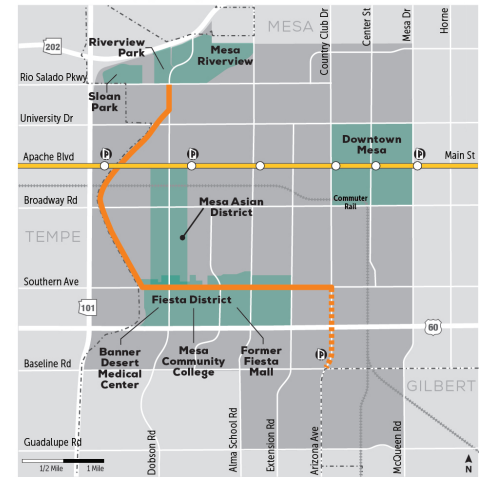 MESA
202
Riverview
Park
Mesa
Riverview
Country Club Dr
Center St
Mesa Dr
Horne
Rio Salado Pkwy
Sloan
Park
University Dr
Downtown
Mesa
Apache Blvd
P
P
P
Main St
Broadway Rd
Commuter
Rail
Mesa Asian
District
TEMPE
Southern Ave
101
Fiesta District
60
Banner
Desert
Medical
Center
Mesa
Community
College
Former
Fiesta
Mall
P
Baseline Rd
GILBERT
Guadalupe Rd
Dobson Rd
Alma School Rd
Extension Rd
Arizona Ave
McQueen Rd
1/2 Mile
1 Mile
N